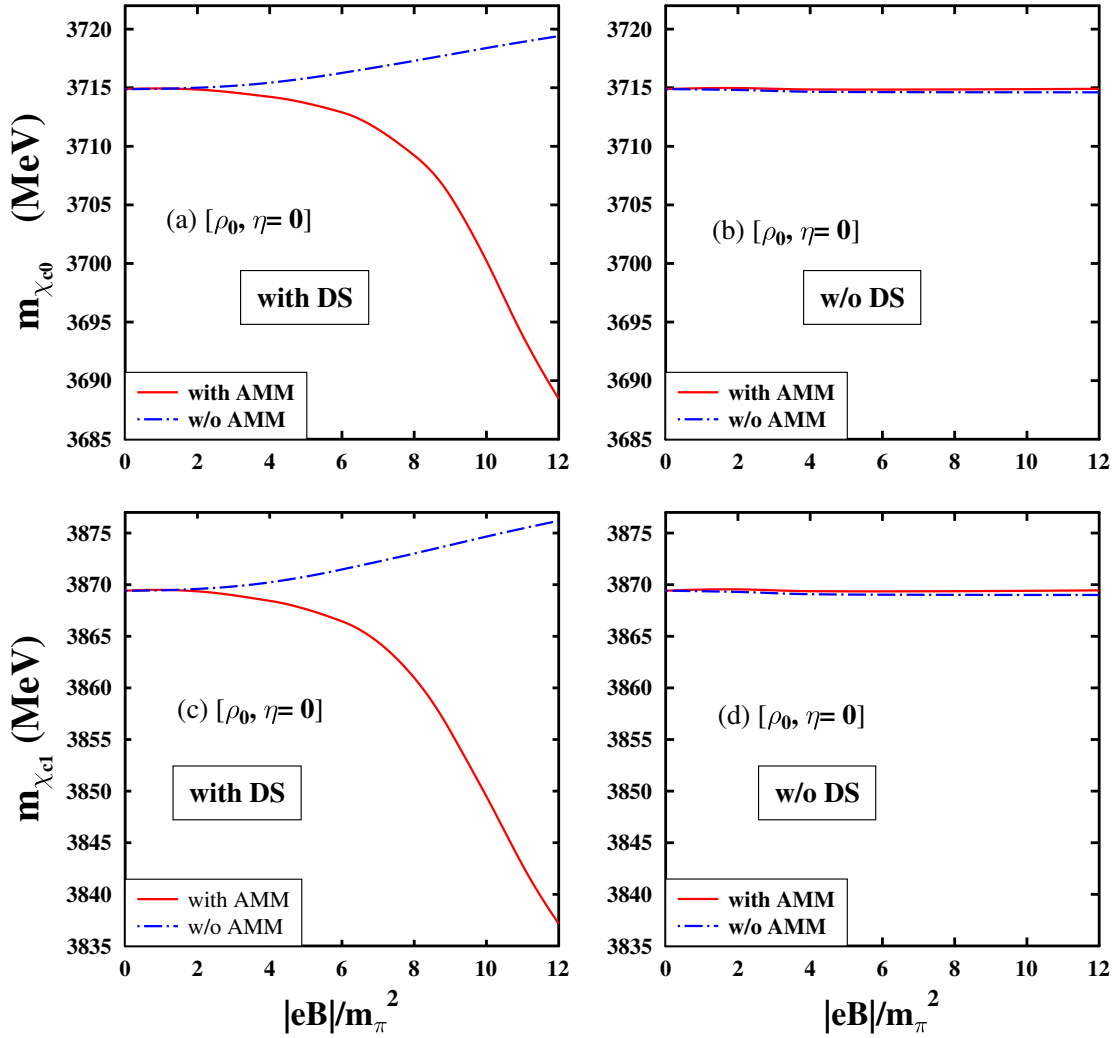 m_χc0 (MeV)
3720
3715
3710
3705
3700
3695
3690
3685
(a) [ρ0, η= 0]
with DS
with AMM
w/o AMM
0 2 4 6 8 10 12
3720
3715
3710
3705
3700
3695
3690
3685
(b) [ρ0, η= 0]
w/o DS
with AMM
w/o AMM
0 2 4 6 8 10 12
m_χc1 (MeV)
3875
3870
3865
3860
3855
3850
3845
3840
3835
(c) [ρ0, η= 0]
with DS
with AMM
w/o AMM
0 2 4 6 8 10 12
|eB|/mπ^2
3875
3870
3865
3860
3855
3850
3845
3840
3835
(d) [ρ0, η= 0]
w/o DS
with AMM
w/o AMM
0 2 4 6 8 10 12
|eB|/mπ^2